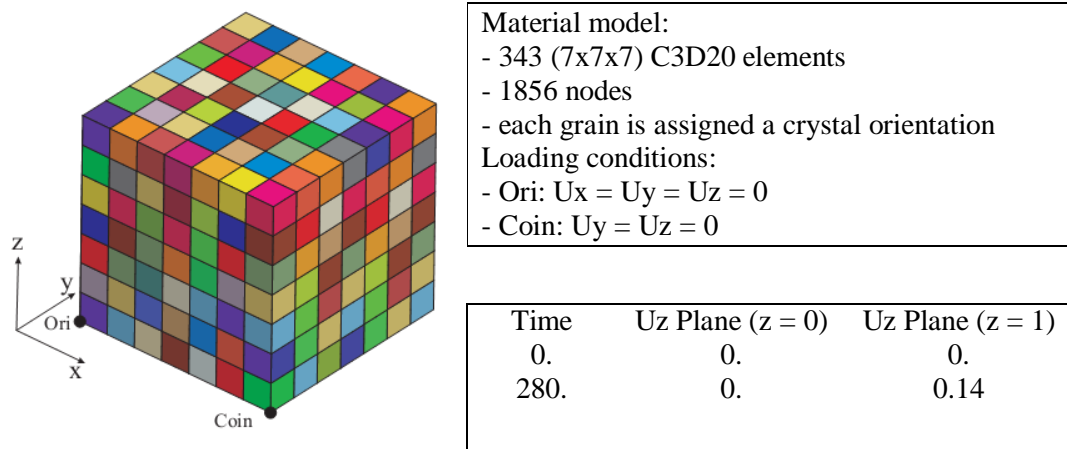 z
y
Ori
x
Coin
Material model:
- 343 (7x7x7) C3D20 elements
- 1856 nodes
- each grain is assigned a crystal orientation
Loading conditions:
- Ori: Ux = Uy = Uz = 0
- Coin: Uy = Uz = 0
Time Uz Plane (z = 0) Uz Plane (z = 1)
0. 0. 0.
280. 0. 0.14